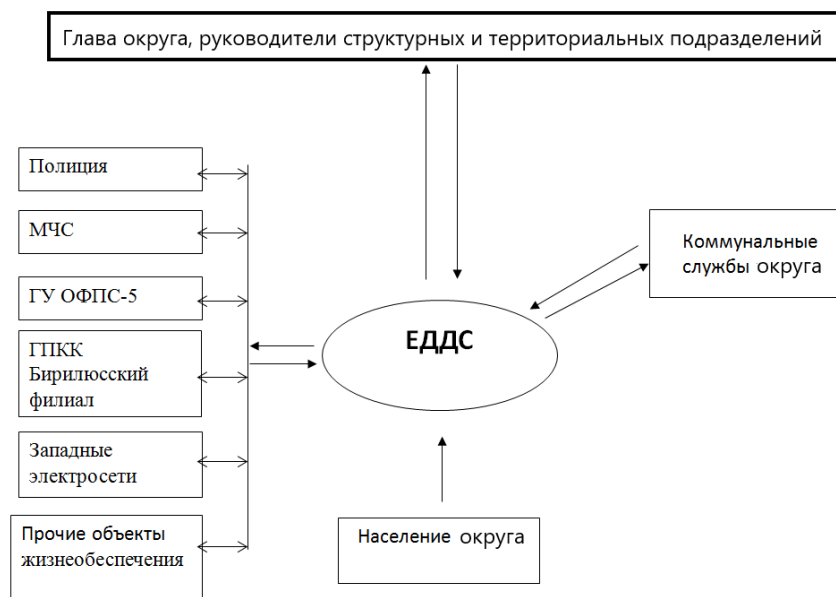 Глава округа, руководители структурных и территориальных подразделений
Полиция
МЧС
ГУ ОФПС-5
ГПКК
Бирилюсский
филиал
Западные
электросети
Прочие объекты
жизнеобеспечения
ЕДДС
Коммунальные
службы округа
Население округа